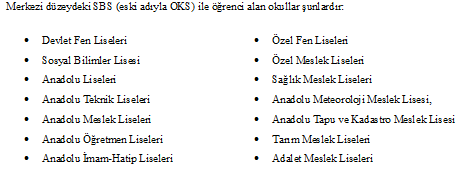 Merkezi düzeydeki SBS (eski adıyla OKS) ile öğrenci alan okullar şunlardır:
• Devlet Fen Liseleri
• Sosyal Bilimler Lisesi
• Anadolu Liseleri
• Anadolu Teknik Liseleri
• Anadolu Meslek Liseleri
• Anadolu Öğretmen Liseleri
• Anadolu İmam-Hatip Liseleri
• Özel Fen Liseleri
• Özel Meslek Liseleri
• Sağlık Meslek Liseleri
• Anadolu Meteoroloji Meslek Lisesi,
• Anadolu Tapu ve Kadastro Meslek Lisesi
• Tarım Meslek Liseleri
• Adalet Meslek Liseleri